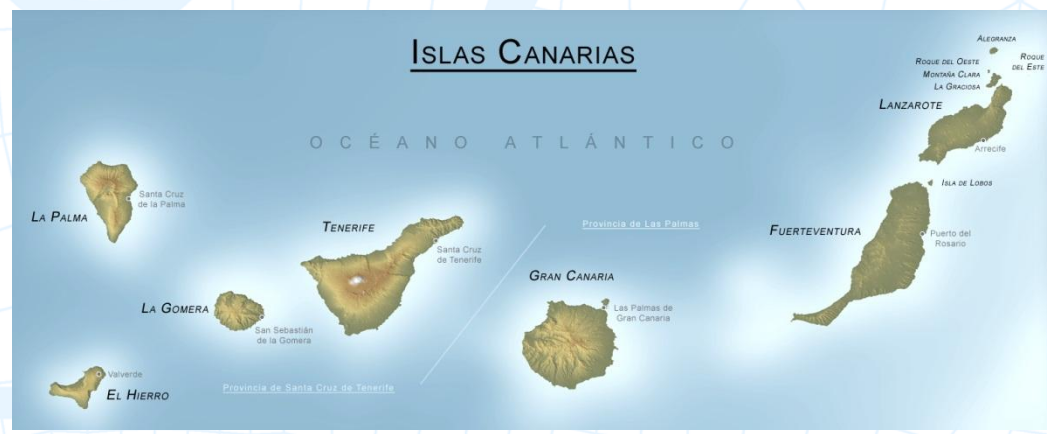 Islas Canarias
OCÉANO ATLÁNTICO
Alegranza
Roque del Oeste
Roque
del Este
Montaña Clara
La Graciosa
Lanzarote
Arrecife
Isla de Lobos
Santa Cruz
de la Palma
La Palma
Tenerife
Provincia de Las Palmas
Fuerteventura
Puerto del
Rosario
Santa Cruz
de Tenerife
Gran Canaria
La Gomera
Las Palmas de
Gran Canaria
San Sebastián
de la Gomera
Valverde
Provincia de Santa Cruz de Tenerife
El Hierro